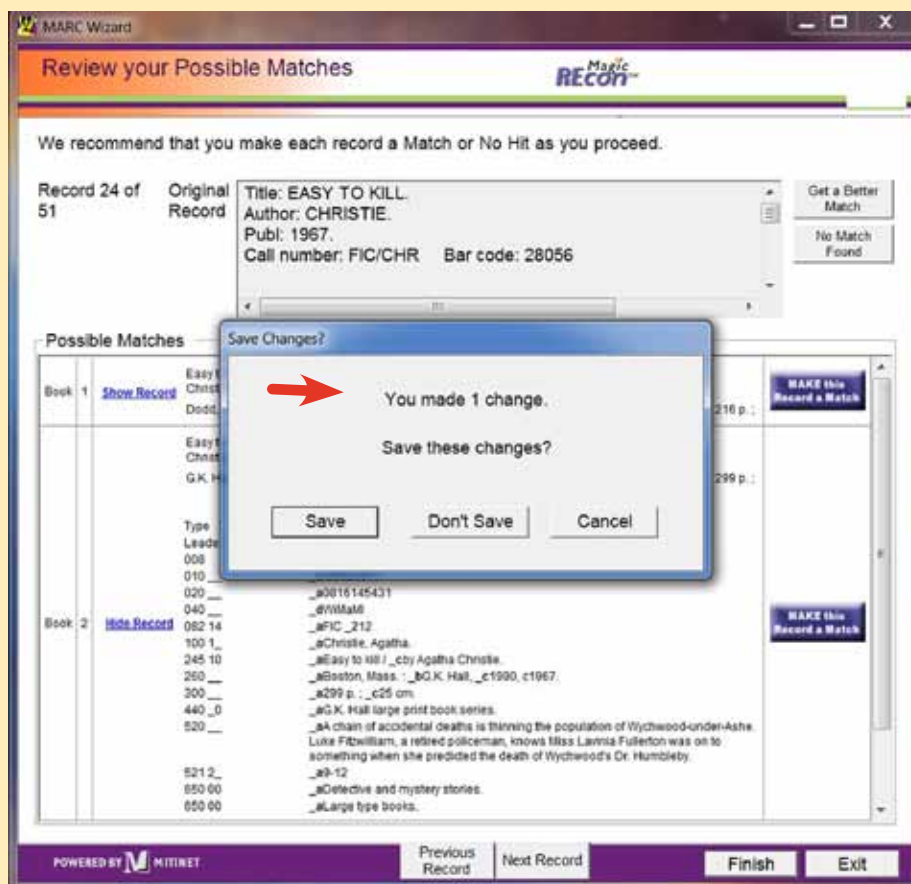 MARC Wizard
Review your Possible Matches
Magic
REcon
We recommend that you make each record a Match or No Hit as you proceed.
Record 24 of
51
Original
Record
Title: EASY TO KILL.
Author: CHRISTIE.
Publ: 1967.
Call number: FIC/CHR Bar code: 28056
Get a Better
Match
No Match
Found
Possible Matches
Save Changes?
You made 1 change.
Save these changes?
Save
Don't Save
Cancel
Book 1 Show Record
216 p. ;
MAKE this
Record a Match
G.K.
299 p. ;
Type
008
010 __
020 __ _a0816145431
040 __ _dWiMaMI
Book 2 Hide Record
082 14 _aFIC _212
100 1_ _aChristie, Agatha.
245 10 _aEasy to kill / _cby Agatha Christie.
260 __ _aBoston, Mass. : _bG.K. Hall, _c1990, c1967.
300 __ _a299 p. ; _c25 cm.
440 _0 _aG.K. Hall large print book series.
520 __ _aA chain of accidental deaths is thinning the population of Wychwood-under-Ashe.
Luke Fitzwilliam, a retired policeman, knows Miss Lavinia Fullerton was on to
something when she predicted the death of Wychwood's Dr. Humbleby.
521 2_ _a9-12
650 00 _aDetective and mystery stories.
650 00 _aLarge type books.
MAKE this
Record a Match
POWERED BY M MITINET
Previous
Record
Next Record
Finish
Exit